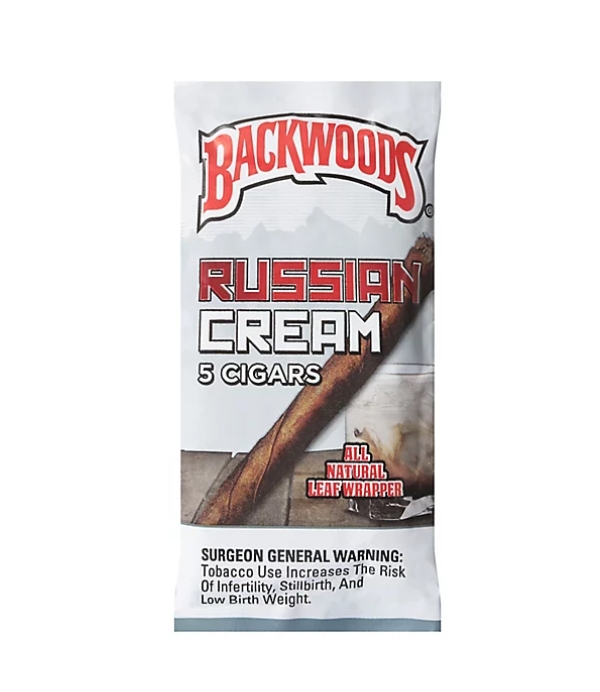 BACKWOODS®
RUSSIAN
CREAM
5 CIGARS
ALL
NATURAL
LEAF WRAPPER
SURGEON GENERAL WARNING:
Tobacco Use Increases The Risk
Of Infertility, Stillbirth, And
Low Birth Weight.